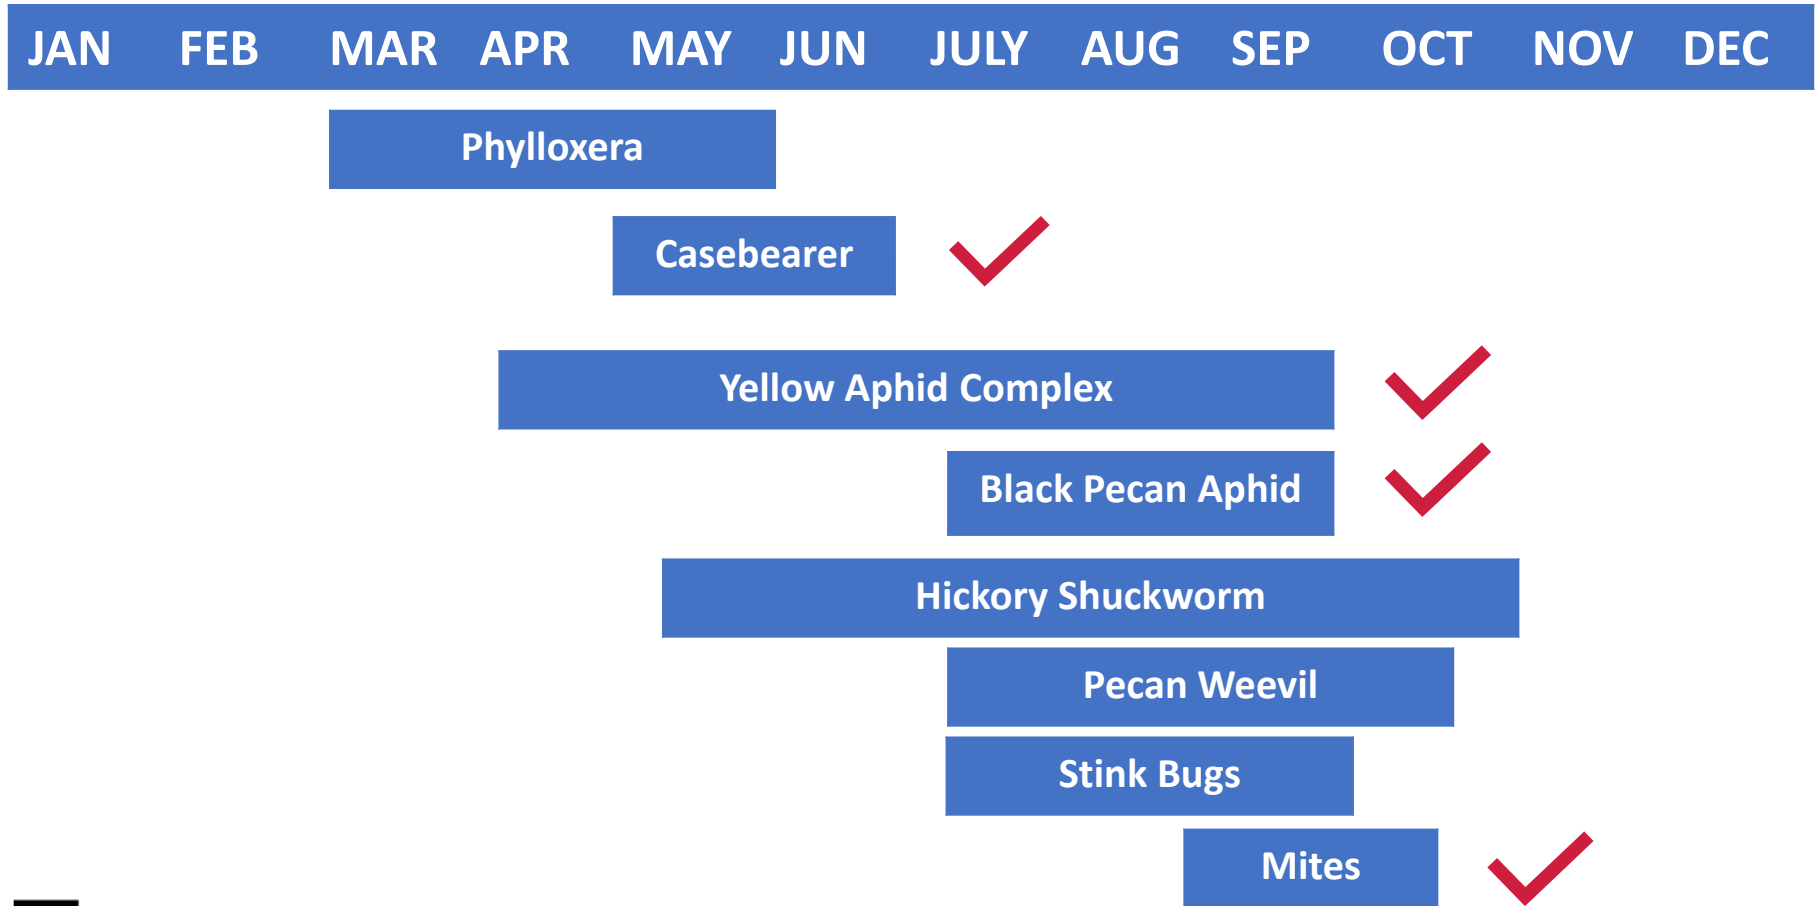 JAN FEB MAR APR MAY JUN JULY AUG SEP OCT NOV DEC
Phylloxera
Casebearer
Yellow Aphid Complex
Black Pecan Aphid
Hickory Shuckworm
Pecan Weevil
Stink Bugs
Mites